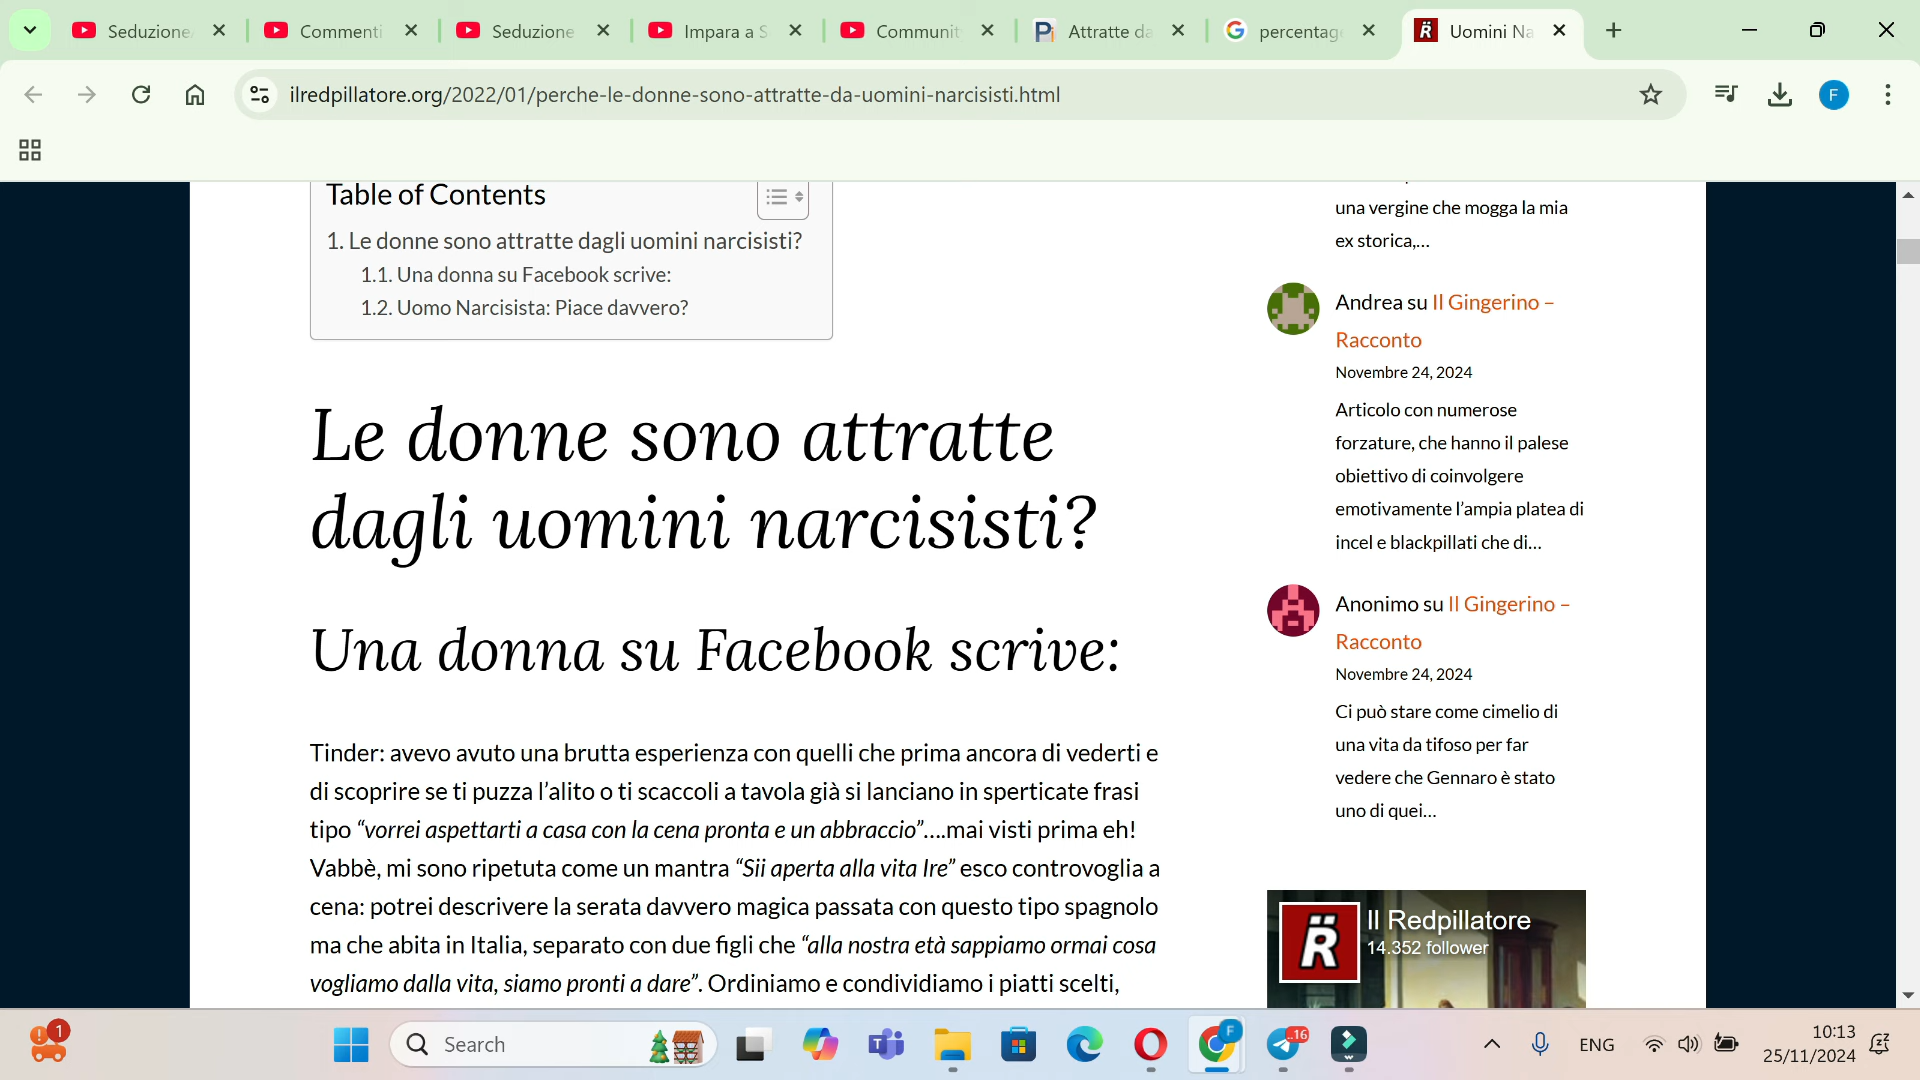 Seduzione
Commenti
Seduzione
Impara a S
Communit
Attratte da
percentag
Uomini Na
ilredpillatore.org/2022/01/perche-le-donne-sono-attratte-da-uomini-narcisisti.html
F
Table of Contents
1. Le donne sono attratte dagli uomini narcisisti?
1.1. Una donna su Facebook scrive:
1.2. Uomo Narcisista: Piace davvero?
Le donne sono attratte
dagli uomini narcisisti?
Una donna su Facebook scrive:
Tinder: avevo avuto una brutta esperienza con quelli che prima ancora di vederti e
di scoprire se ti puzza l’alito o ti scaccoli a tavola già si lanciano in sperticate frasi
tipo “vorrei aspettarti a casa con la cena pronta e un abbraccio”….mai visti prima eh!
Vabbè, mi sono ripetuta come un mantra “Sii aperta alla vita Ire” esco controvoglia a
cena: potrei descrivere la serata davvero magica passata con questo tipo spagnolo
ma che abita in Italia, separato con due figli che “alla nostra età sappiamo ormai cosa
vogliamo dalla vita, siamo pronti a dare”. Ordiniamo e condividiamo i piatti scelti,
una vergine che mogga la mia
ex storica,…
Andrea su Il Gingerino –
Racconto
Novembre 24, 2024
Articolo con numerose
forzature, che hanno il palese
obiettivo di coinvolgere
emotivamente l’ampia platea di
incel e blackpillati che di…
Anonimo su Il Gingerino –
Racconto
Novembre 24, 2024
Ci può stare come cimelio di
una vita da tifoso per far
vedere che Gennaro è stato
uno di quei…
R̈
Il Redpillatore
14.352 follower
1
Search
F
..16
ENG
10:13
25/11/2024